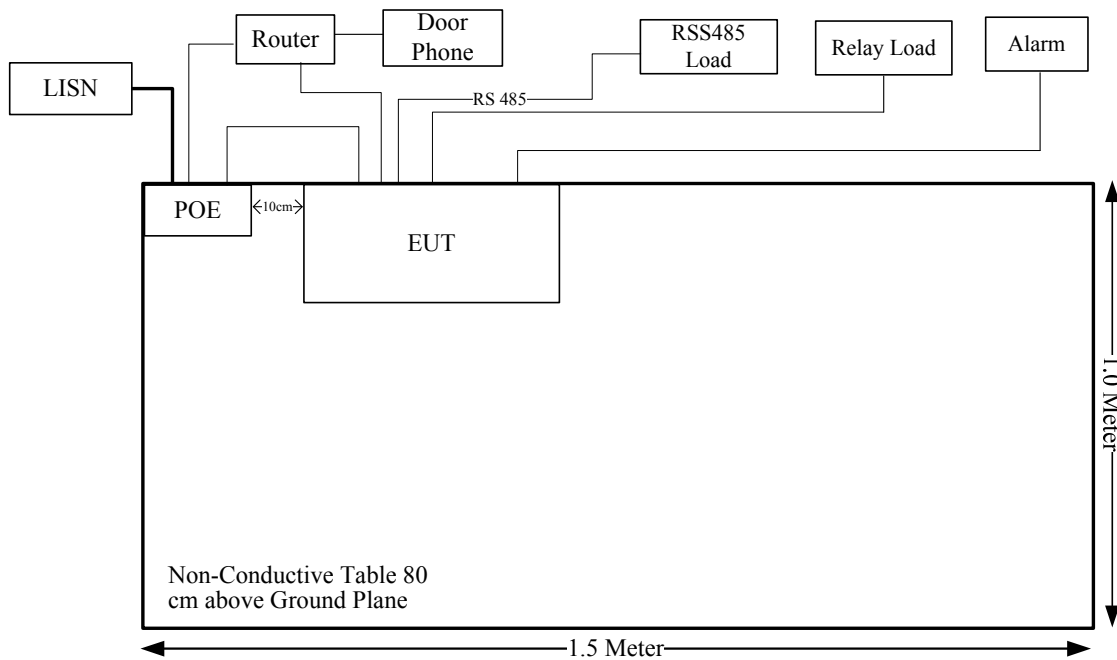 Door
Phone
Router
RSS485
Load
Relay Load
Alarm
LISN
RS 485
POE
10cm
EUT
1.0 Meter
Non-Conductive Table 80
cm above Ground Plane
1.5 Meter